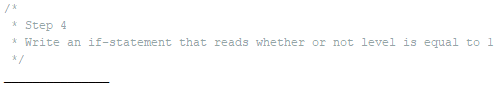 /*
* Step 4
* Write an if-statement that reads whether or not level is equal to 1
*/